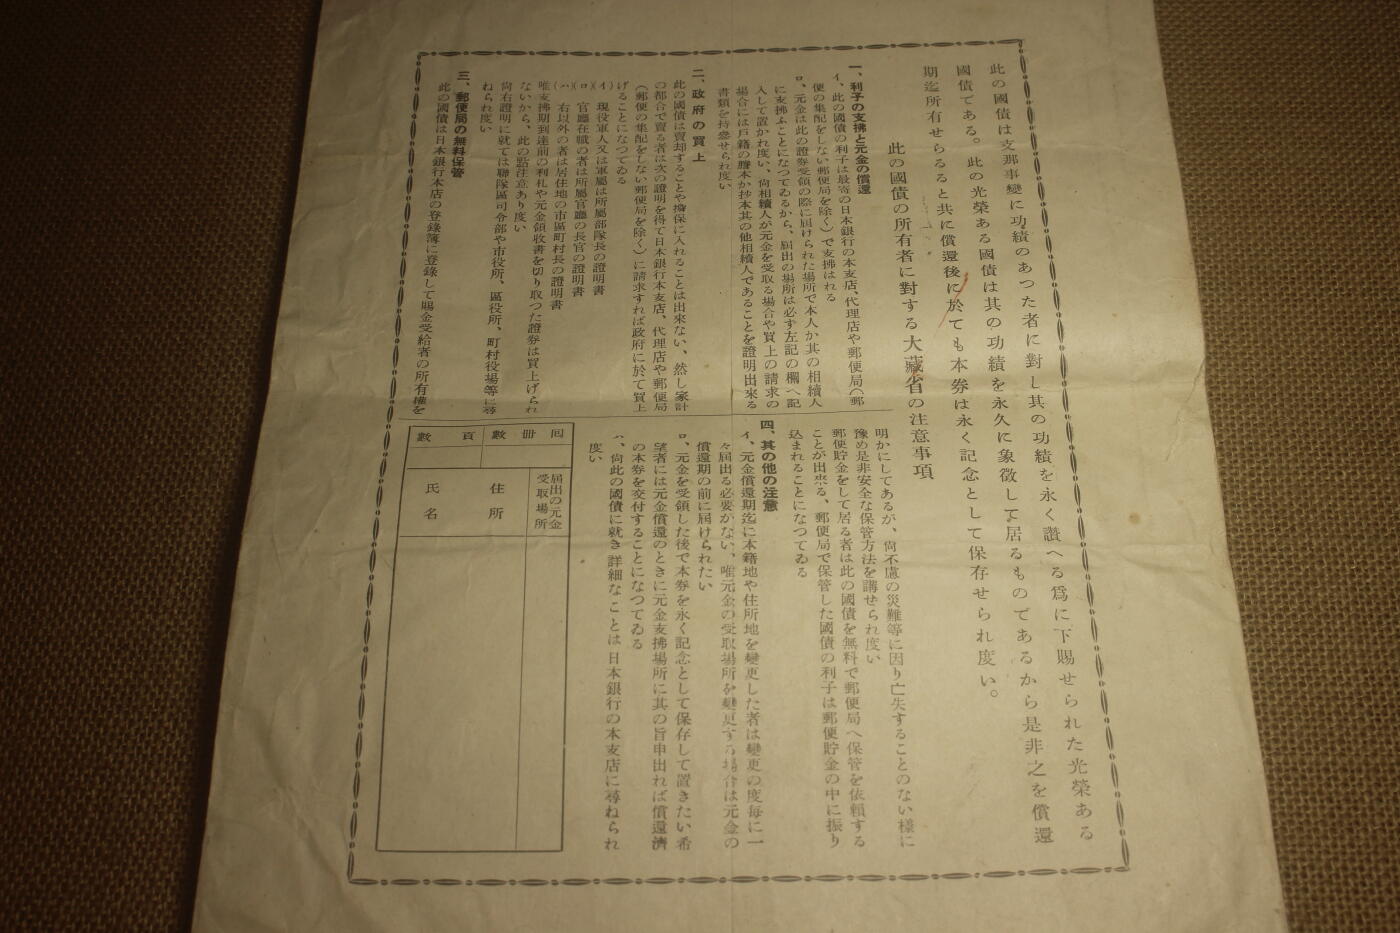 此の國債は支那事變に功績のあつた者に對し其の功績を永く讚へる爲に下賜せられた光榮ある
國債である。此の光榮ある國債は其の功績を永久に象徵して居るものであるから是非之を償還
期迄所有せらるると共に償還後に於ても本券は永く記念として保存せられ度い。
此の國債の所有者に對する大藏省の注意事項
一、利子の支拂と元金の償還
イ、此の國債の利子は最寄の日本銀行の本支店、代理店や郵便局(郵
便の集配をしない郵便局を除く)で支拂はれる
ロ、元金は此の證券受領の際に屆けられた場所で本人か其の相續人
に支拂ふことになつてゐるから、屆出の場所は必ず左記の欄へ記
入して置かれ度い、尙相續人が元金を受取る場合や買上の請求の
場合には戶籍の謄本か抄本其の他相續人であることを證明出來る
書類を持參せられ度い
二、政府の買上
此の國債は賣却することや擔保に入れることは出來ない、然し家計
の都合で賣る者は次の證明を得て日本銀行本支店、代理店や郵便局
(郵便の集配をしない郵便局を除く)に請求すれば政府に於て買上
げることになつてゐる
(イ) 現役軍人又は軍屬は所屬部隊長の證明書
(ロ) 官廳在職の者は所屬官廳の長官の證明書
(ハ) 右以外の者は居住地の市區町村長の證明書
唯支拂期到達前の利札や元金領收書を切り取つた證券は買上げられ
ないから、此の點注意あり度い
尙右證明に就ては聯隊區司令部や市役所、區役所、町村役場等に尋
ねられ度い
三、郵便局の無料保管
此の國債は日本銀行本店の登錄簿に登錄して賜金受給者の所有權を
明かにしてあるが、尙不慮の災難等に因り亡失することのない樣に
豫め是非安全な保管方法を講せられ度い
郵便貯金をして居る者は此の國債を無料で郵便局へ保管を依賴する
ことが出來る、郵便局で保管した國債の利子は郵便貯金の中に振り
込まれることになつてゐる
四、其の他の注意
イ、元金償還期迄に本籍地や住所地を變更した者は變更の度每に一
々屆出る必要がない、唯元金の受取場所を變更する場合は元金の
償還期の前に屆けられたい
ロ、元金を受領した後で本券を永く記念として保存して置きたい希
望者には元金償還のときに元金支拂場所に其の旨申出れば償還濟
の本券を交付することになつてゐる
ハ、尙此の國債に就き詳細なことは日本銀行の本支店に尋ねられ
度い
屆出の元金
受取場所
住所
氏名
冊數
頁數